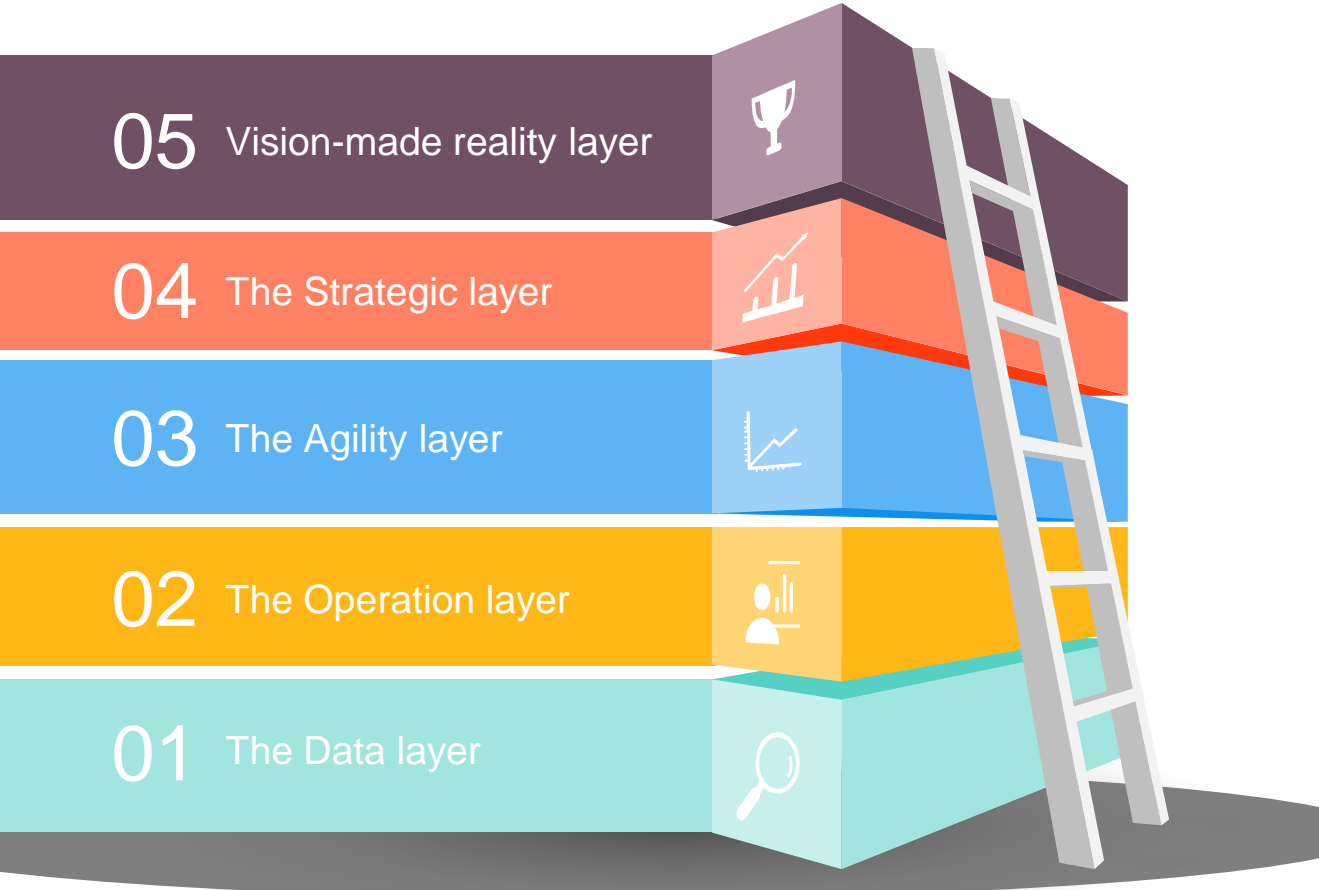 05 Vision-made reality layer
04 The Strategic layer
03 The Agility layer
02 The Operation layer
01 The Data layer